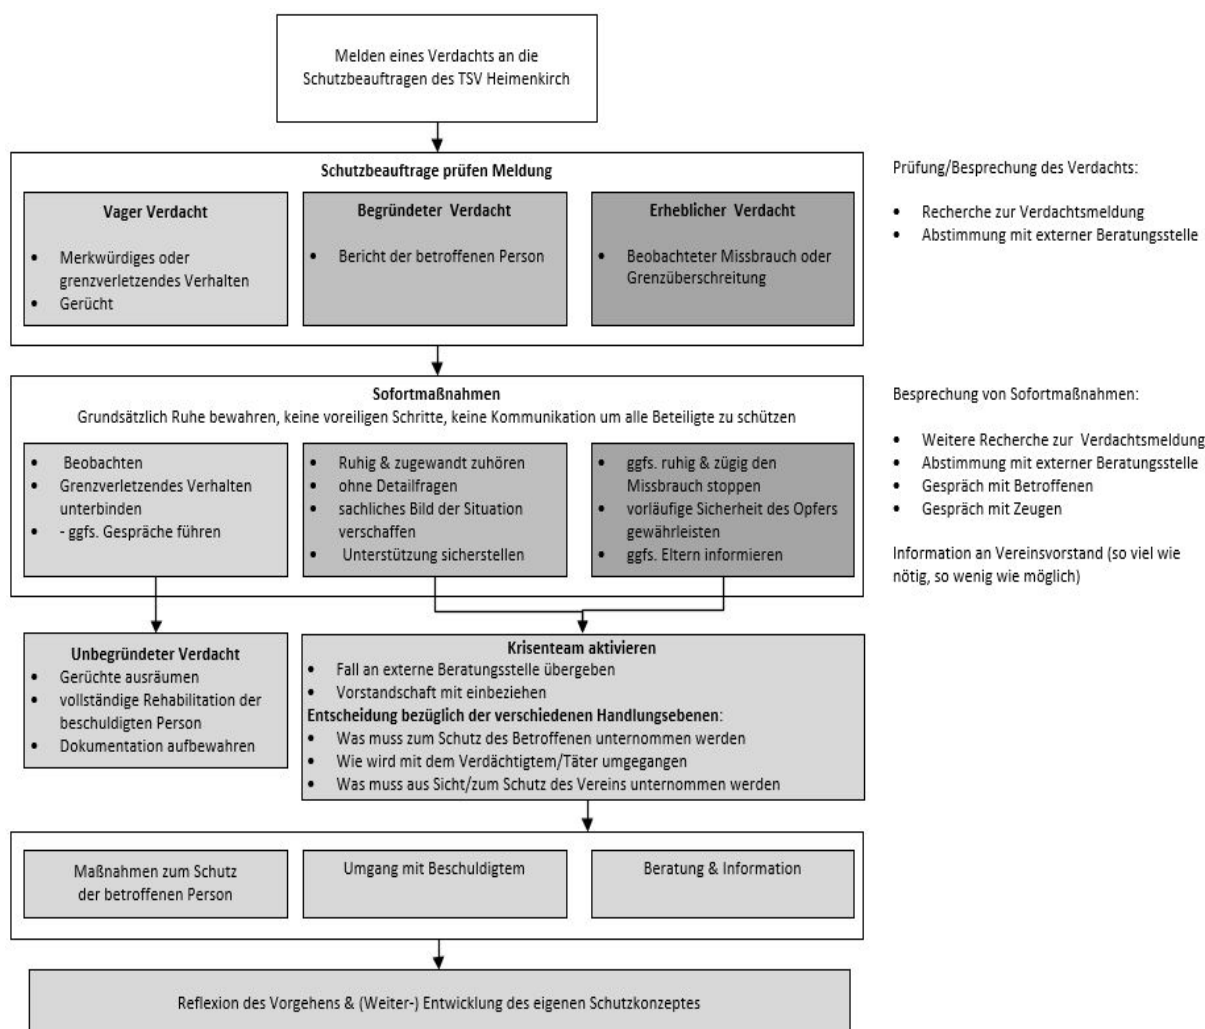 Melden eines Verdachts an die
Schutzbeauftragen des TSV Heimenkirch
Schutzbeauftrage prüfen Meldung
Vager Verdacht
• Merkwürdiges oder
grenzverletzendes Verhalten
• Gerücht
Begründeter Verdacht
• Bericht der betroffenen Person
Erheblicher Verdacht
• Beobachteter Missbrauch oder
Grenzüberschreitung
Prüfung/Besprechung des Verdachts:
• Recherche zur Verdachtsmeldung
• Abstimmung mit externer Beratungsstelle
Sofortmaßnahmen
Grundsätzlich Ruhe bewahren, keine voreiligen Schritte, keine Kommunikation um alle Beteiligte zu schützen
• Beobachten
• Grenzverletzendes Verhalten
unterbinden
• - ggfs. Gespräche führen
• Ruhig & zugewandt zuhören
• ohne Detailfragen
• sachliches Bild der Situation
verschaffen
• Unterstützung sicherstellen
• ggfs. ruhig & zügig den
Missbrauch stoppen
• vorläufige Sicherheit des Opfers
gewährleisten
• ggfs. Eltern informieren
Besprechung von Sofortmaßnahmen:
• Weitere Recherche zur Verdachtsmeldung
• Abstimmung mit externer Beratungsstelle
• Gespräch mit Betroffenen
• Gespräch mit Zeugen
Information an Vereinsvorstand (so viel wie
nötig, so wenig wie möglich)
Unbegründeter Verdacht
• Gerüchte ausräumen
• vollständige Rehabilitation der
beschuldigten Person
• Dokumentation aufbewahren
Krisenteam aktivieren
• Fall an externe Beratungsstelle übergeben
• Vorstandschaft mit einbeziehen
Entscheidung bezüglich der verschiedenen Handlungsebenen:
• Was muss zum Schutz des Betroffenen unternommen werden
• Wie wird mit dem Verdächtigtem/Täter umgegangen
• Was muss aus Sicht/zum Schutz des Vereins unternommen werden
Maßnahmen zum Schutz
der betroffenen Person
Umgang mit Beschuldigtem
Beratung & Information
Reflexion des Vorgehens & (Weiter-) Entwicklung des eigenen Schutzkonzeptes